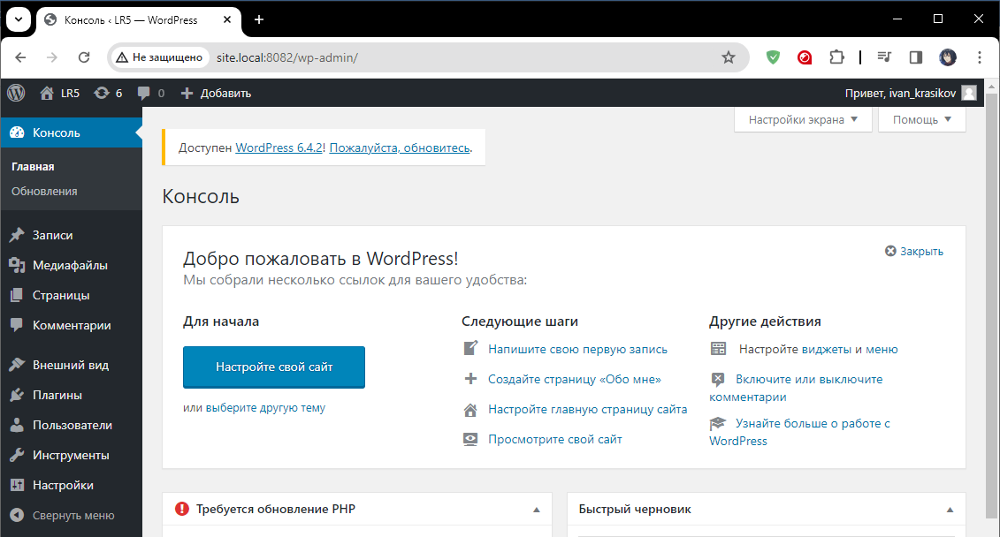 Консоль ‹ LR5 — WordPress
Не защищено
site.local:8082/wp-admin/
LR5
6
0
Добавить
Привет, ivan_krasikov
Консоль
Главная
Обновления
Записи
Медиафайлы
Страницы
Комментарии
Внешний вид
Плагины
Пользователи
Инструменты
Настройки
Свернуть меню
Настройки экрана
Помощь
Доступен WordPress 6.4.2! Пожалуйста, обновитесь.
Консоль
Добро пожаловать в WordPress!
Мы собрали несколько ссылок для вашего удобства:
Закрыть
Для начала
Настройте свой сайт
или выберите другую тему
Следующие шаги
Напишите свою первую запись
Создайте страницу «Обо мне»
Настройте главную страницу сайта
Просмотрите свой сайт
Другие действия
Настройте виджеты и меню
Включите или выключите
комментарии
Узнайте больше о работе с
WordPress
Требуется обновление PHP
Быстрый черновик